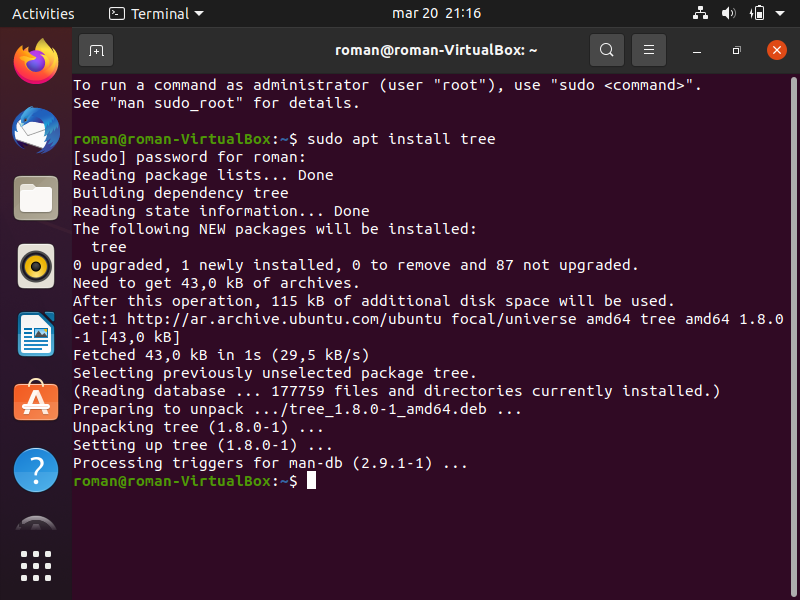 Activities Terminal mar 20 21:16
roman@roman-VirtualBox: ~
To run a command as administrator (user "root"), use "sudo <command>".
See "man sudo_root" for details.
roman@roman-VirtualBox:~$ sudo apt install tree
[sudo] password for roman:
Reading package lists... Done
Building dependency tree
Reading state information... Done
The following NEW packages will be installed:
  tree
0 upgraded, 1 newly installed, 0 to remove and 87 not upgraded.
Need to get 43,0 kB of archives.
After this operation, 115 kB of additional disk space will be used.
Get:1 http://ar.archive.ubuntu.com/ubuntu focal/universe amd64 tree amd64 1.8.0
-1 [43,0 kB]
Fetched 43,0 kB in 1s (29,5 kB/s)
Selecting previously unselected package tree.
(Reading database ... 177759 files and directories currently installed.)
Preparing to unpack .../tree_1.8.0-1_amd64.deb ...
Unpacking tree (1.8.0-1) ...
Setting up tree (1.8.0-1) ...
Processing triggers for man-db (2.9.1-1) ...
roman@roman-VirtualBox:~$